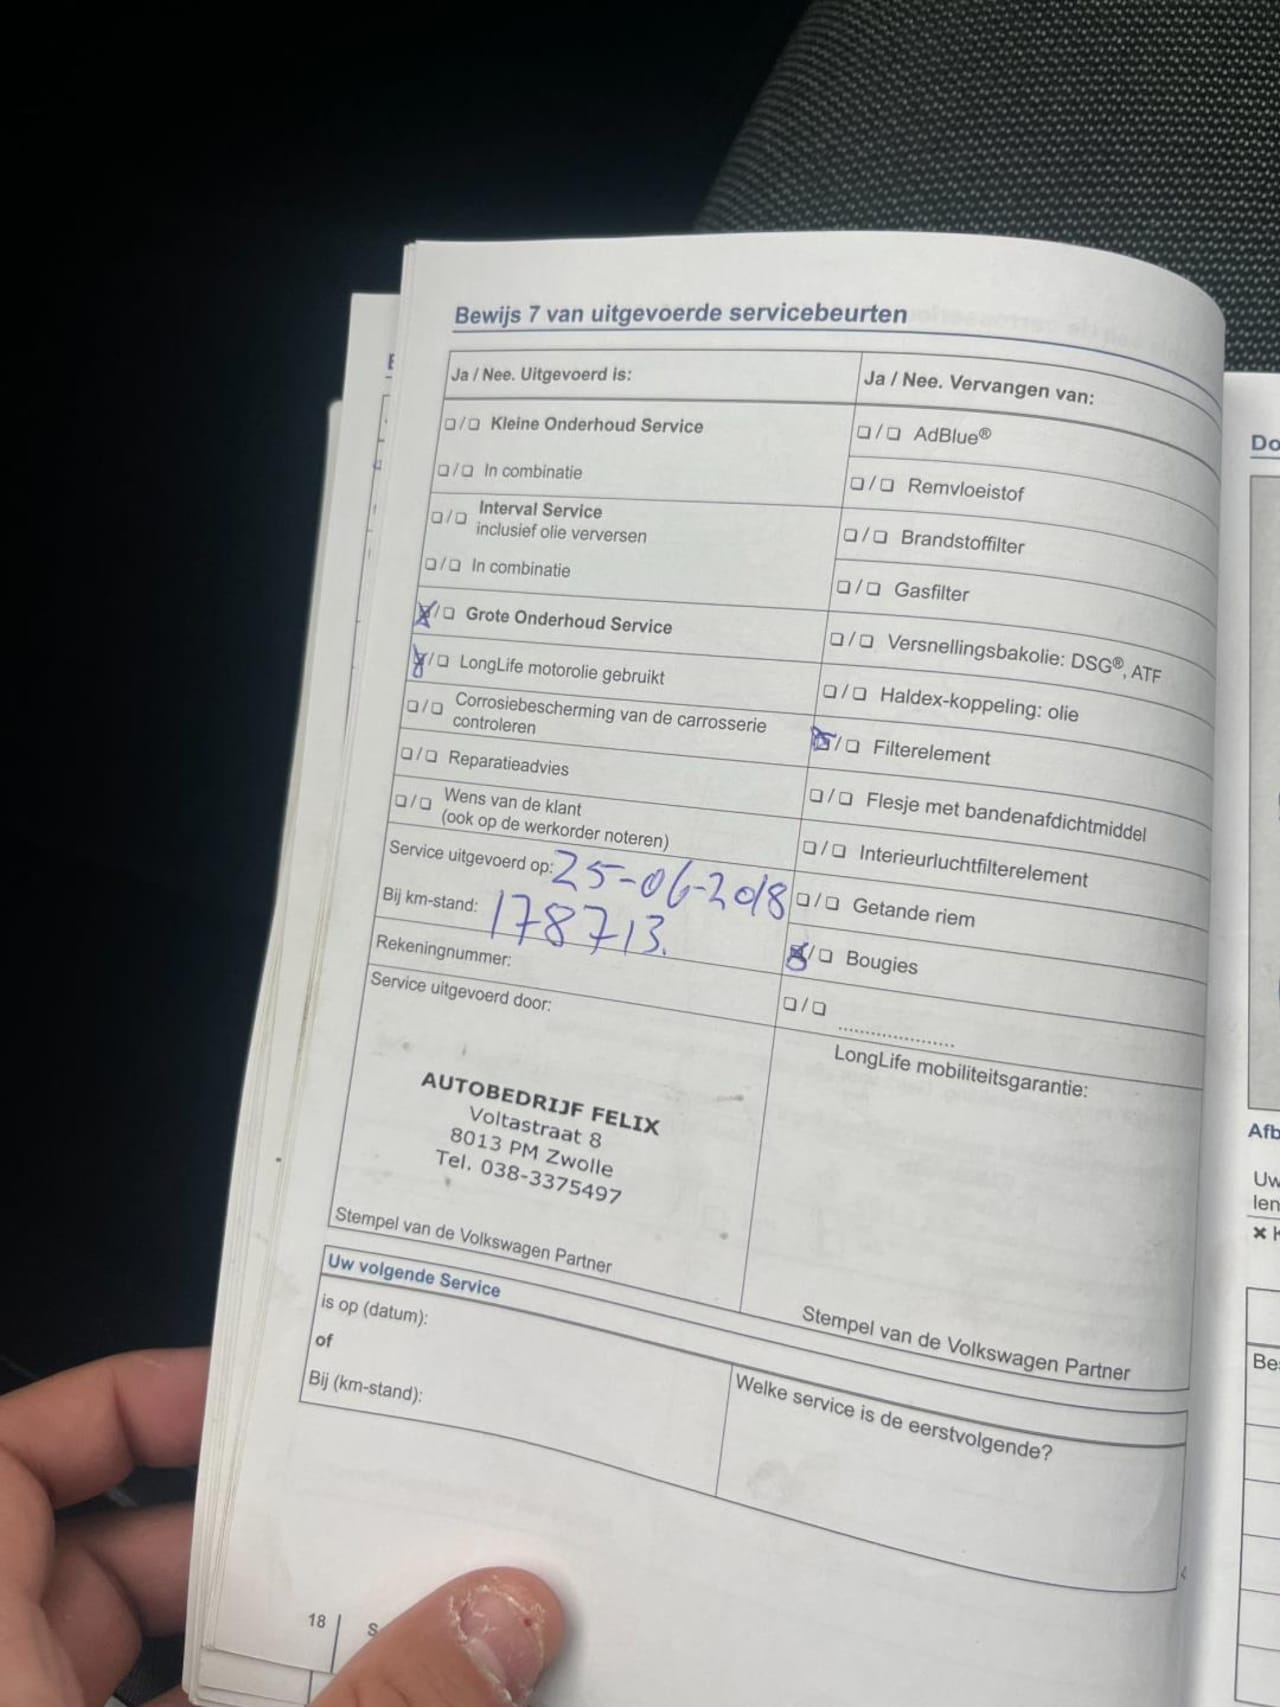 Bewijs 7 van uitgevoerde servicebeurten
Ja / Nee. Uitgevoerd is:
❏/❏ Kleine Onderhoud Service
❏/❏ In combinatie
❏/❏ Interval Service
inclusief olie verversen
❏/❏ In combinatie
☒/❏ Grote Onderhoud Service
☒/❏ LongLife motorolie gebruikt
❏/❏ Corrosiebescherming van de carrosserie
controleren
❏/❏ Reparatieadvies
❏/❏ Wens van de klant
(ook op de werkorder noteren)
Service uitgevoerd op: 25-06-2018
Bij km-stand: 178713.
Rekeningnummer:
Service uitgevoerd door:
AUTOBEDRIJF FELIX
Voltastraat 8
8013 PM Zwolle
Tel. 038-3375497
Stempel van de Volkswagen Partner
Ja / Nee. Vervangen van:
❏/❏ AdBlue®
❏/❏ Remvloeistof
❏/❏ Brandstoffilter
❏/❏ Gasfilter
❏/❏ Versnellingsbakolie: DSG®, ATF
❏/❏ Haldex-koppeling: olie
☒/❏ Filterelement
❏/❏ Flesje met bandenafdichtmiddel
❏/❏ Interieurluchtfilterelement
❏/❏ Getande riem
☒/❏ Bougies
❏/❏ .....................
LongLife mobiliteitsgarantie:
Stempel van de Volkswagen Partner
Uw volgende Service
is op (datum):
of
Bij (km-stand):
Welke service is de eerstvolgende?
18
S
Do
Afb
Uw
len
Be